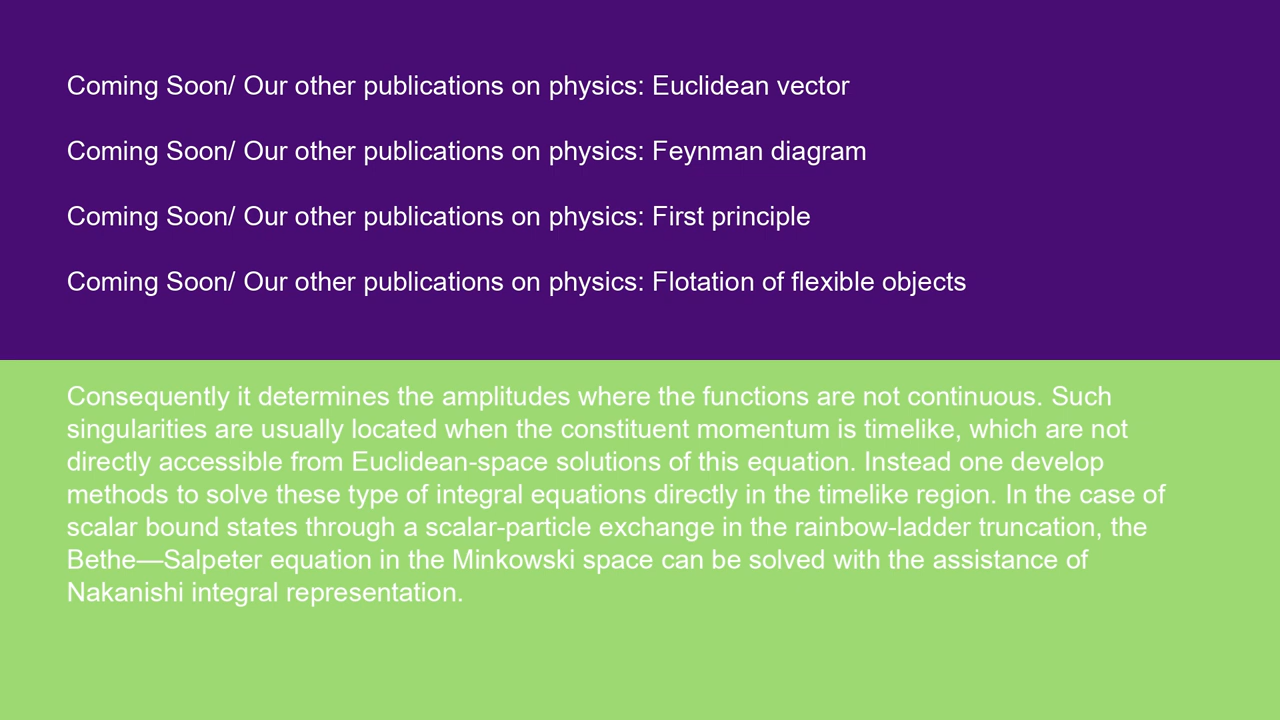 Coming Soon/ Our other publications on physics: Euclidean vector
Coming Soon/ Our other publications on physics: Feynman diagram
Coming Soon/ Our other publications on physics: First principle
Coming Soon/ Our other publications on physics: Flotation of flexible objects
Consequently it determines the amplitudes where the functions are not continuous. Such
singularities are usually located when the constituent momentum is timelike, which are not
directly accessible from Euclidean-space solutions of this equation. Instead one develop
methods to solve these type of integral equations directly in the timelike region. In the case of
scalar bound states through a scalar-particle exchange in the rainbow-ladder truncation, the
Bethe—Salpeter equation in the Minkowski space can be solved with the assistance of
Nakanishi integral representation.